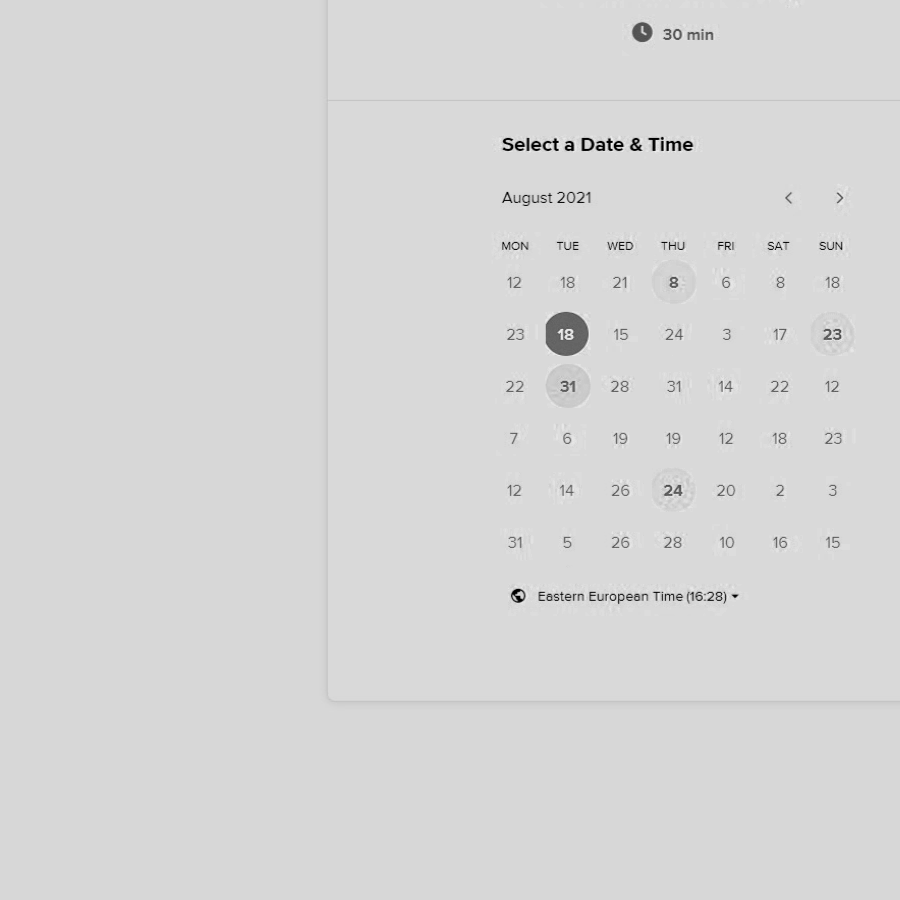 30 min
Select a Date & Time
August 2021
MON TUE WED THU FRI SAT SUN
12 18 21 8 6 8 18
23 18 15 24 3 17 23
22 31 28 31 14 22 12
7 6 19 19 12 18 23
12 14 26 24 20 2 3
31 5 26 28 10 16 15
Eastern European Time (16:28)